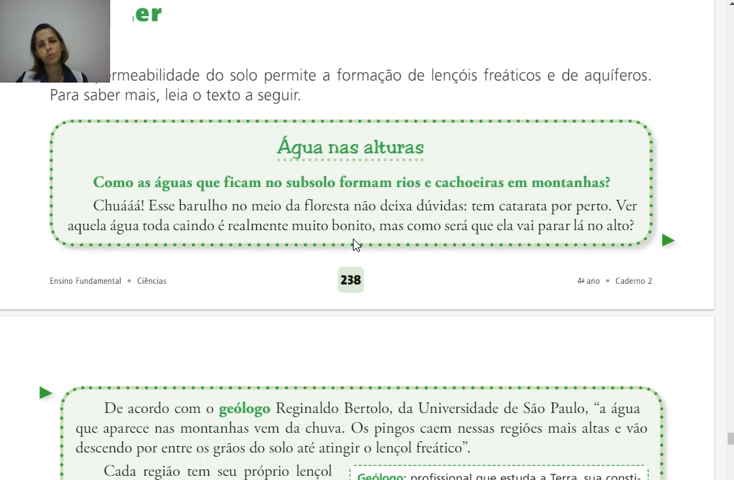 er
ermeabilidade do solo permite a formação de lençóis freáticos e de aquíferos.
Para saber mais, leia o texto a seguir.
Água nas alturas
Como as águas que ficam no subsolo formam rios e cachoeiras em montanhas?
Chuááá! Esse barulho no meio da floresta não deixa dúvidas: tem catarata por perto. Ver
aquela água toda caindo é realmente muito bonito, mas como será que ela vai parar lá no alto?
Ensino Fundamental • Ciências
238
4º ano • Caderno 2
De acordo com o geólogo Reginaldo Bertolo, da Universidade de São Paulo, “a água
que aparece nas montanhas vem da chuva. Os pingos caem nessas regiões mais altas e vão
descendo por entre os grãos do solo até atingir o lençol freático”.
Cada região tem seu próprio lençol
Geólogo: profissional que estuda a Terra, sua consti-